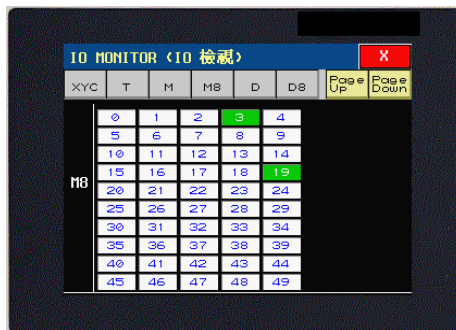 IO MONITOR (IO 檢視) X
XYC T M M8 D D8 Page Up Page Down
0 1 2 3 4
5 6 7 8 9
10 11 12 13 14
M8 15 16 17 18 19
20 21 22 23 24
25 26 27 28 29
30 31 32 33 34
35 36 37 38 39
40 41 42 43 44
45 46 47 48 49